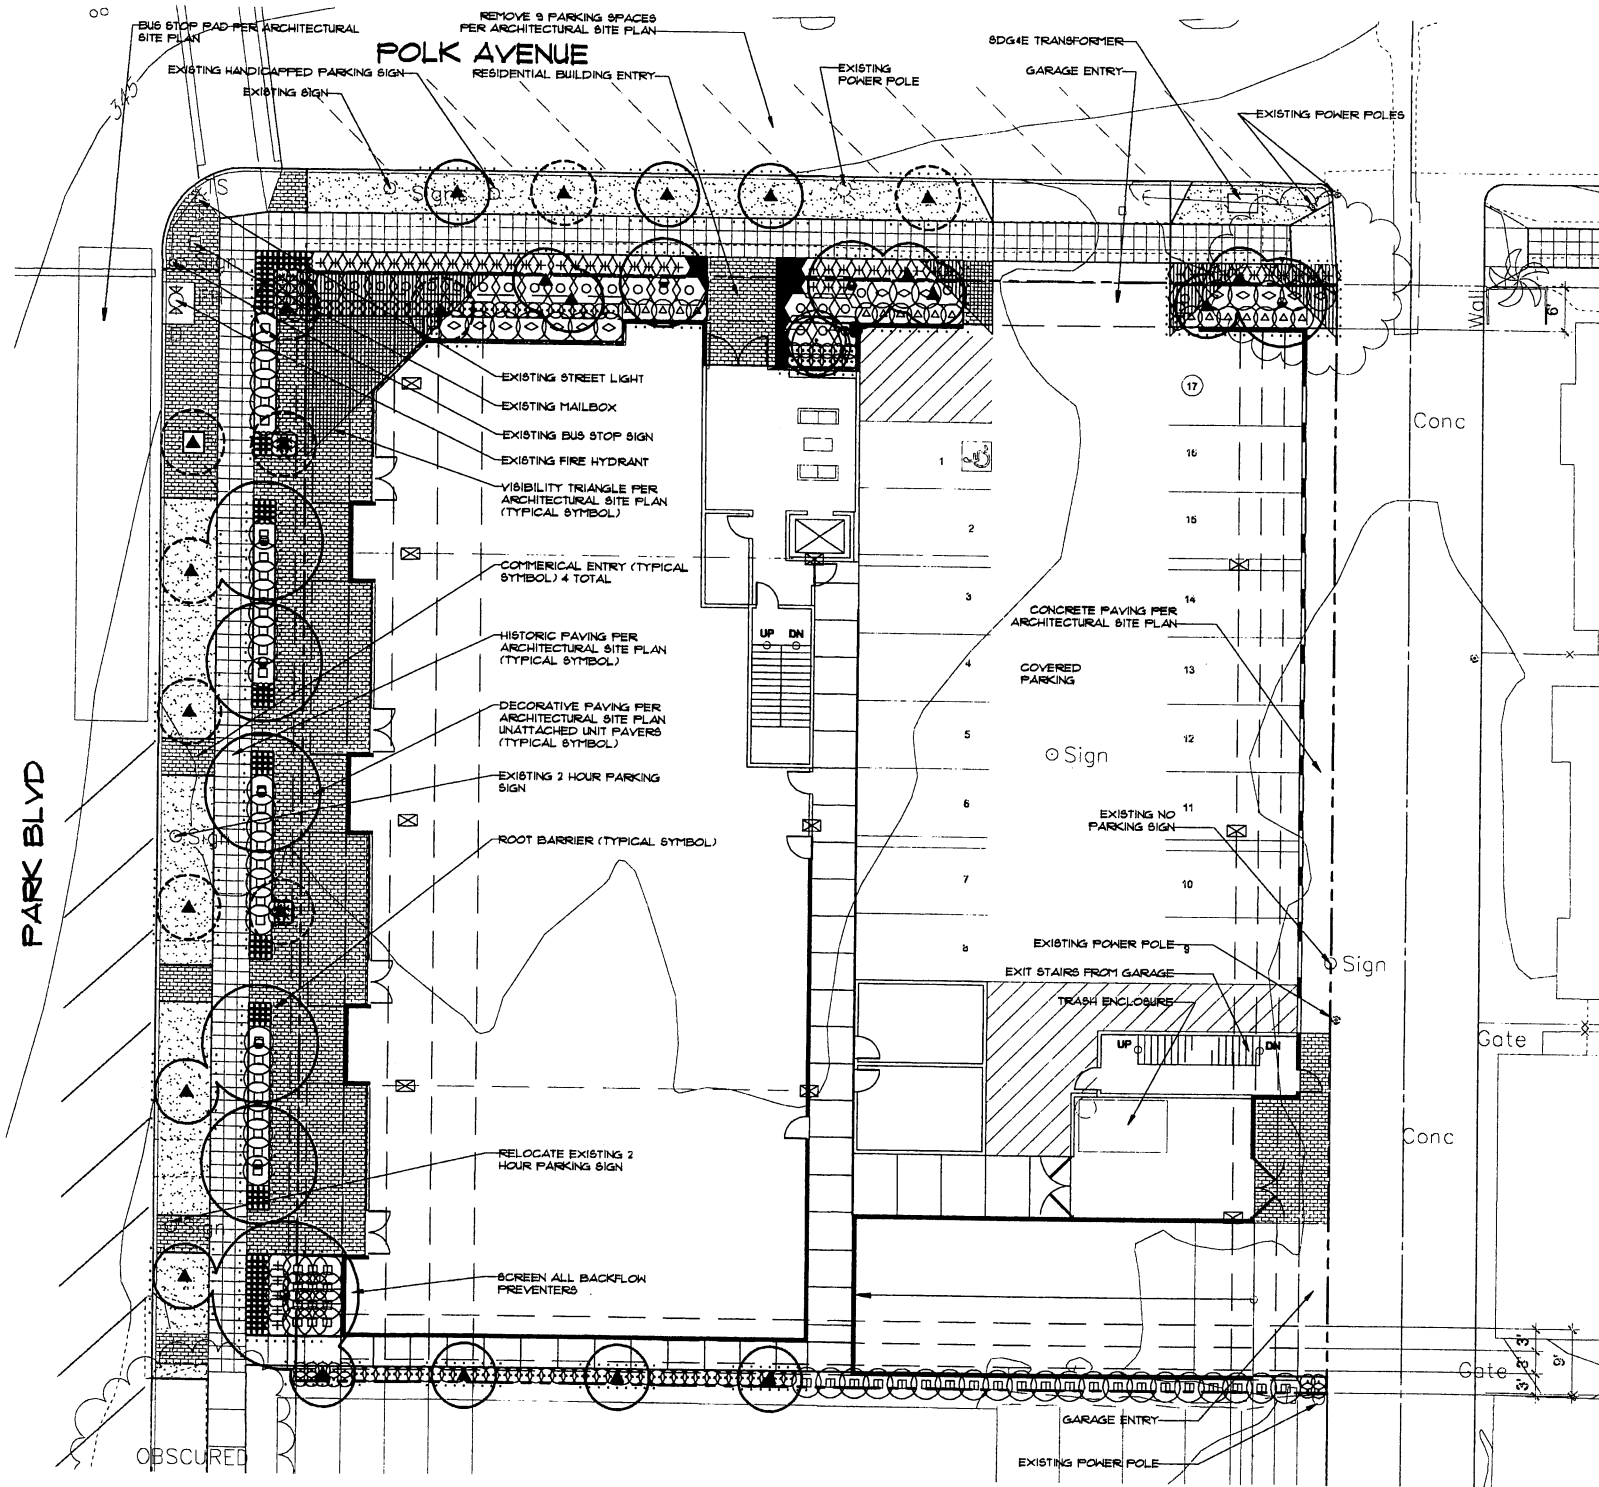 BUS STOP PAD PER ARCHITECTURAL
SITE PLAN
REMOVE 9 PARKING SPACES
PER ARCHITECTURAL SITE PLAN
POLK AVENUE
EXISTING HANDICAPPED PARKING SIGN
RESIDENTIAL BUILDING ENTRY
EXISTING SIGN
EXISTING
POWER POLE
SDG&E TRANSFORMER
GARAGE ENTRY
EXISTING POWER POLES
345
Sign
Wall
6'
EXISTING STREET LIGHT
EXISTING MAILBOX
EXISTING BUS STOP SIGN
EXISTING FIRE HYDRANT
VISIBILITY TRIANGLE PER
ARCHITECTURAL SITE PLAN
(TYPICAL SYMBOL)
COMMERICAL ENTRY (TYPICAL
SYMBOL) 4 TOTAL
HISTORIC PAVING PER
ARCHITECTURAL SITE PLAN
(TYPICAL SYMBOL)
DECORATIVE PAVING PER
ARCHITECTURAL SITE PLAN
UNATTACHED UNIT PAVERS
(TYPICAL SYMBOL)
EXISTING 2 HOUR PARKING
SIGN
ROOT BARRIER (TYPICAL SYMBOL)
RELOCATE EXISTING 2
HOUR PARKING SIGN
SCREEN ALL BACKFLOW
PREVENTERS
PARK BLVD
Sign
Sign
OBSCURED
UP DN
1
2
3
4
5
6
7
8
17
16
15
14
13
12
11
10
9
CONCRETE PAVING PER
ARCHITECTURAL SITE PLAN
COVERED
PARKING
Sign
EXISTING NO
PARKING SIGN
EXISTING POWER POLE
EXIT STAIRS FROM GARAGE
TRASH ENCLOSURE
UP DN
Conc
Sign
Gate
Conc
Gate
3' 3' 3'
9'
GARAGE ENTRY
EXISTING POWER POLE